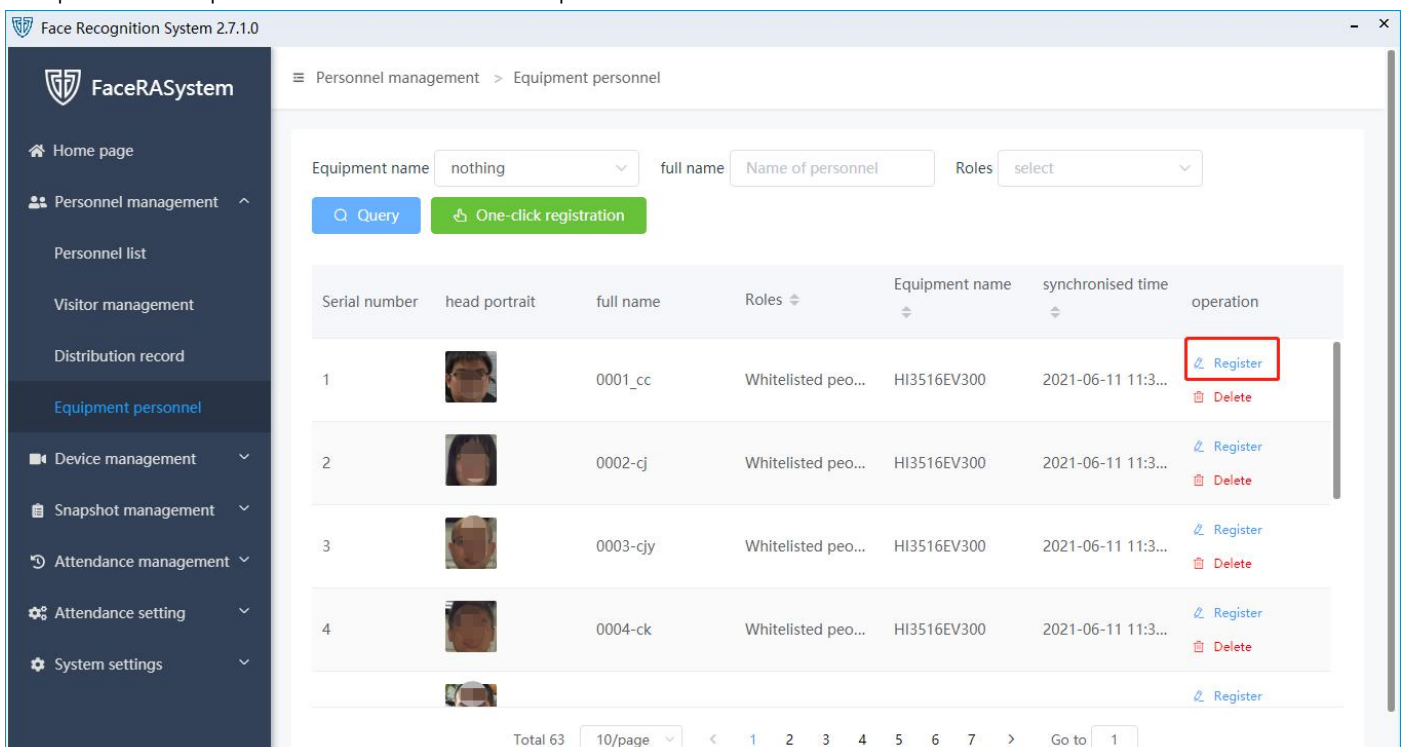 Face Recognition System 2.7.1.0
FaceRASystem
Personnel management > Equipment personnel
Home page
Personnel management
Personnel list
Visitor management
Distribution record
Equipment personnel
Device management
Snapshot management
Attendance management
Attendance setting
System settings
Equipment name nothing full name Name of personnel Roles select
Query One-click registration
Serial number head portrait full name Roles Equipment name synchronised time operation
1 0001_cc Whitelisted peo... HI3516EV300 2021-06-11 11:3... Register
Delete
2 0002-cj Whitelisted peo... HI3516EV300 2021-06-11 11:3... Register
Delete
3 0003-cjy Whitelisted peo... HI3516EV300 2021-06-11 11:3... Register
Delete
4 0004-ck Whitelisted peo... HI3516EV300 2021-06-11 11:3... Register
Delete
Register
Total 63 10/page < 1 2 3 4 5 6 7 > Go to 1